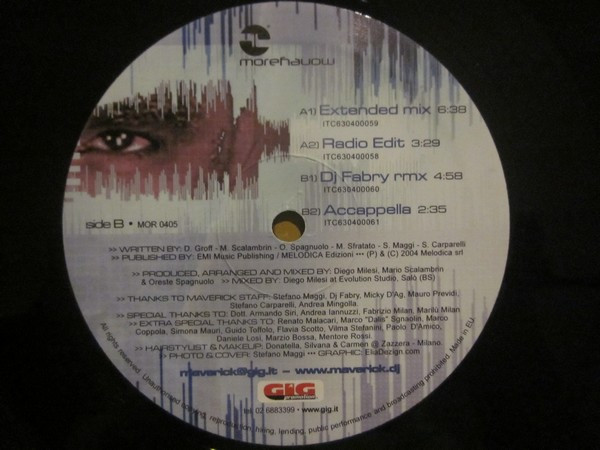 morehauow
A1) Extended mix 6:38
ITC630400059
A2) Radio Edit 3:29
ITC630400058
B1) Dj Fabry rmx 4:58
ITC630400060
B2) Accappella 2:35
ITC630400061
side B • MOR 0405
>> WRITTEN BY: D. Groff - M. Scalambrin - O. Spagnuolo - M. Sfratato - S. Maggi - S. Carparelli
>> PUBLISHED BY: EMI Music Publishing / MELODICA Edizioni ••• (P) & (C) 2004 Melodica srl
>> PRODUCED, ARRANGED AND MIXED BY: Diego Milesi, Mario Scalambrin
& Oreste Spagnuolo >> MIXED BY: Diego Milesi at Evolution Studio, Salò (BS)
>> THANKS TO MAVERICK STAFF: Stefano Maggi, Dj Fabry, Micky D'Ag, Mauro Previdi,
Stefano Carparelli, Andrea Mingolla.
>> SPECIAL THANKS TO: Dott. Armando Siri, Andrea Iannuzzi, Fabrizio Milan, Marilù Milan
>> EXTRA SPECIAL THANKS TO: Renato Malacari, Marco "Dalls" Sgnaolin, Marco
Coppola, Simona Mauri, Guido Toffolo, Flavia Scotto, Vilma Stefanini, Paolo D'Amico,
Daniele Losi, Marzio Bossa, Mentore Rossi.
>> HAIRSTYLIST & MAKEUP: Donatella, Silvana & Carmen @ Zazzera - Milano.
>> PHOTO & COVER: Stefano Maggi ••• GRAPHIC: EliaDezign.com
maverick@gig.it – www.maverick.dj
GIG
tel. 02 6883399 • www.gig.it
All rights reserved. Unauthorised copying, reproduction, hiring, lending, public performance and broadcasting prohibited. Made in EU.